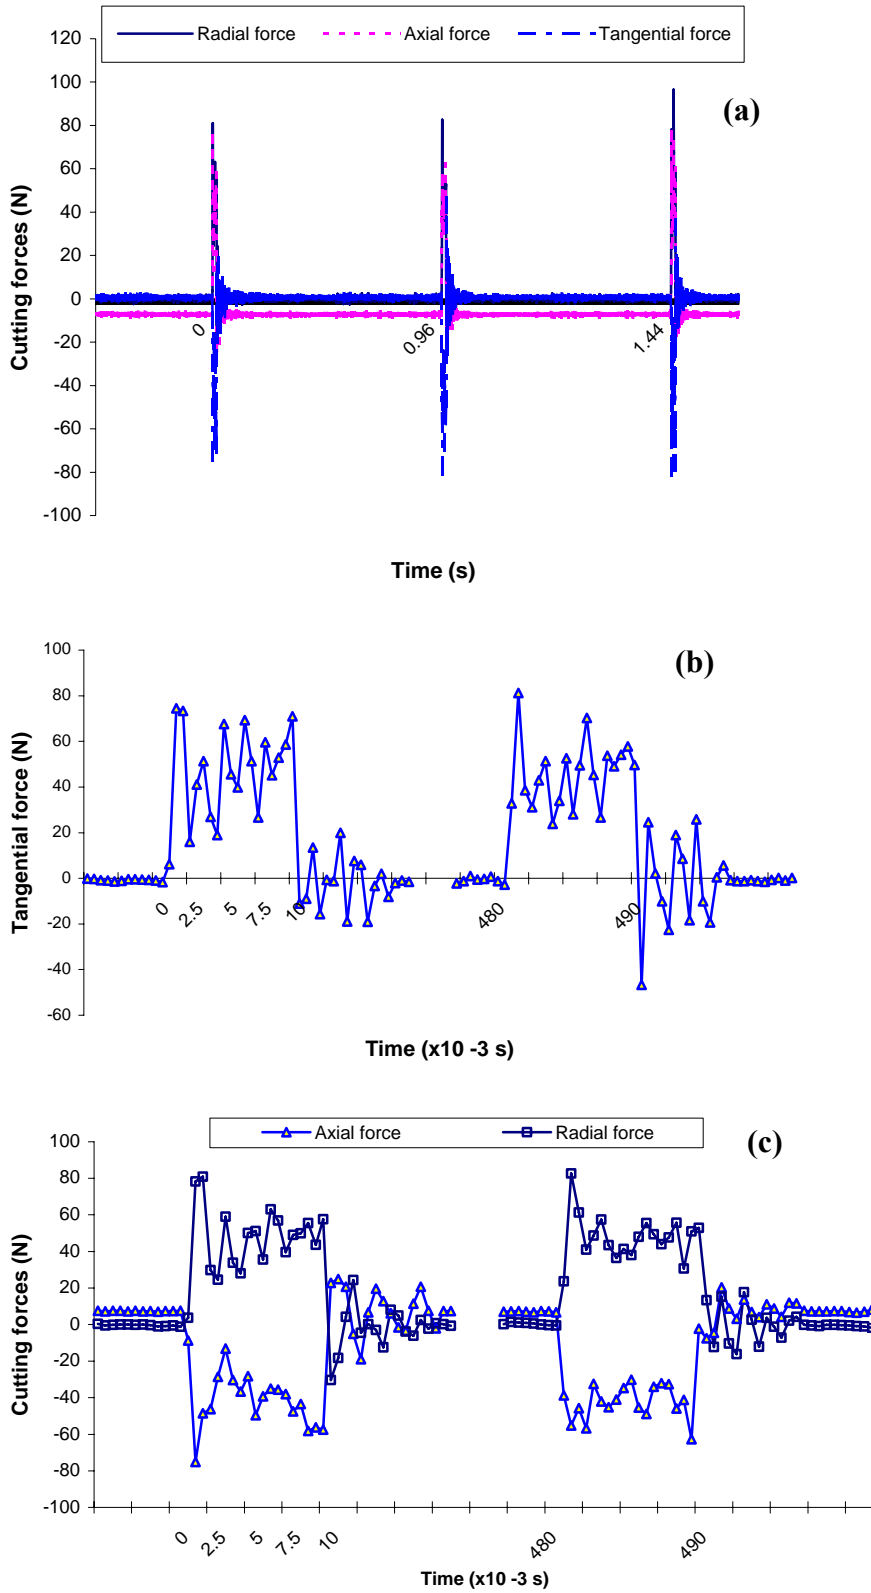 Radial force Axial force Tangential force
(a)
120
100
80
60
40
20
0
-20
-40
-60
-80
-100
Cutting forces (N)
0 0.96 1.44
Time (s)
(b)
100
80
60
40
20
0
-20
-40
-60
Tangential force (N)
0 2.5 5 7.5 10 480 490
Time (x10 -3 s)
Axial force Radial force
(c)
100
80
60
40
20
0
-20
-40
-60
-80
-100
Cutting forces (N)
0 2.5 5 7.5 10 480 490
Time (x10 -3 s)